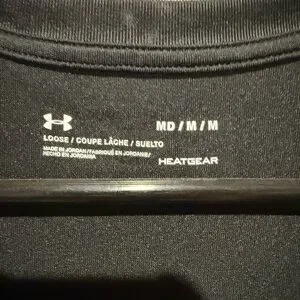 MD / M / M
LOOSE / COUPE LÂCHE / SUELTO
MADE IN JORDAN/FABRIQUÉ EN JORDANIE/
HECHO EN JORDANIA
HEATGEAR